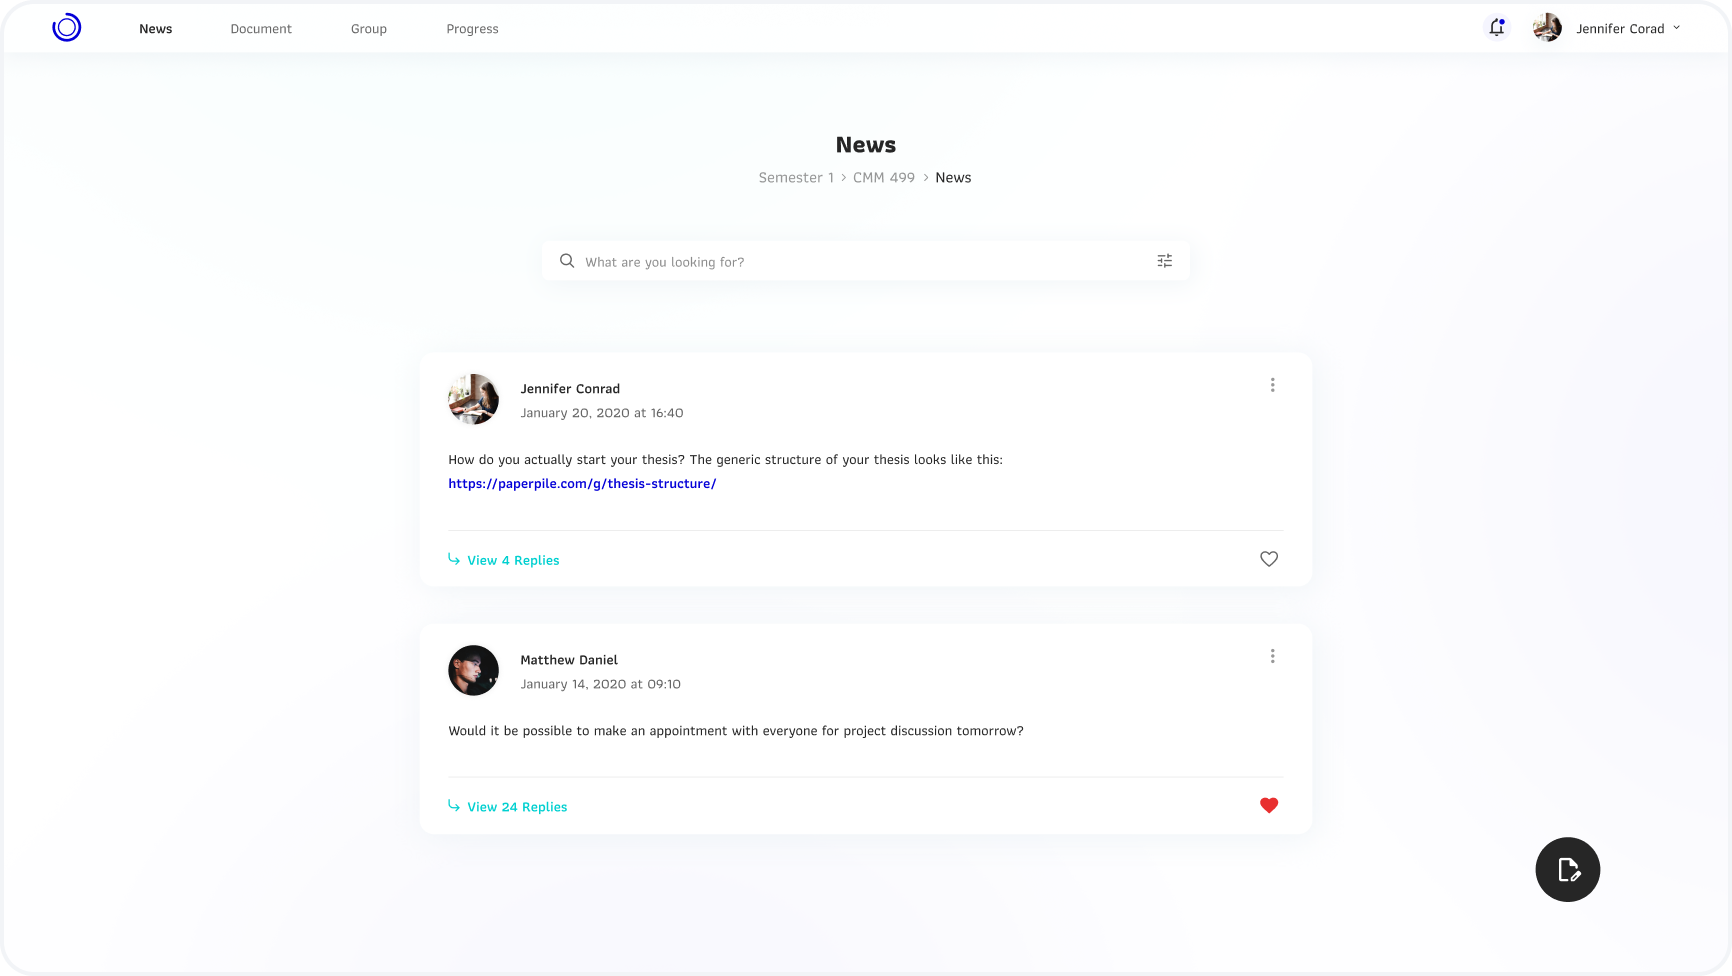 News
Document
Group
Progress
Jennifer Corad
News
Semester 1 > CMM 499 > News
What are you looking for?
Jennifer Conrad
January 20, 2020 at 16:40
How do you actually start your thesis? The generic structure of your thesis looks like this:
https://paperpile.com/g/thesis-structure/
View 4 Replies
Matthew Daniel
January 14, 2020 at 09:10
Would it be possible to make an appointment with everyone for project discussion tomorrow?
View 24 Replies